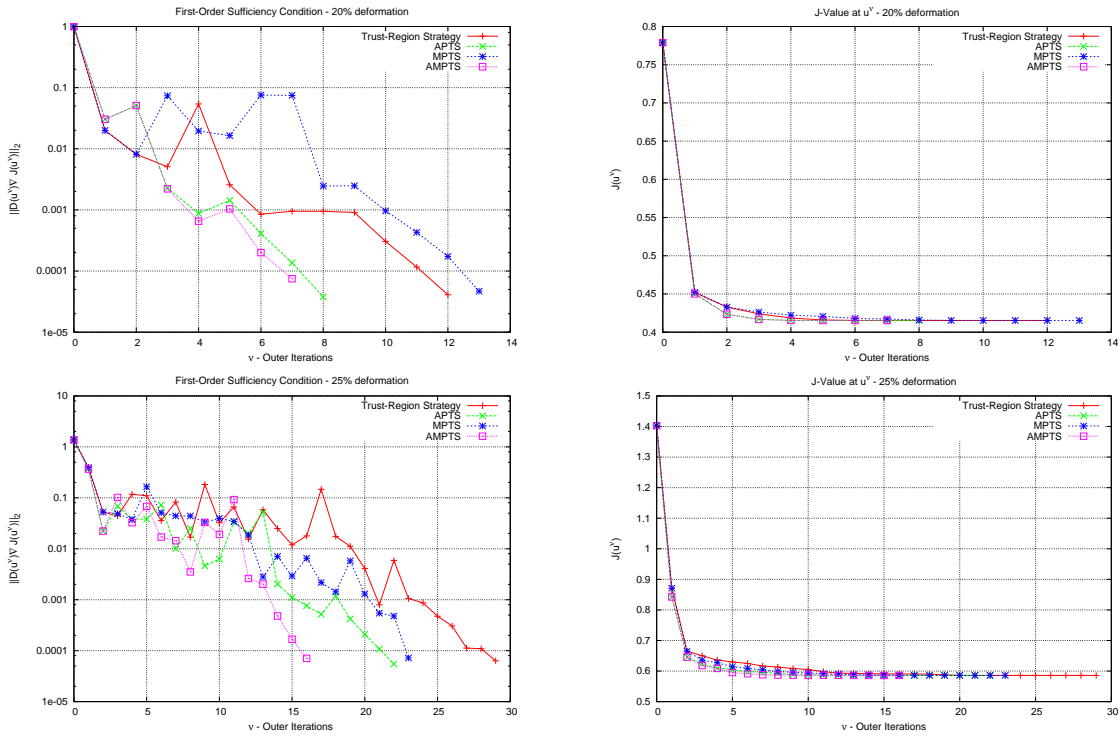 First-Order Sufficiency Condition - 20% deformation
1
0.1
0.01
0.001
0.0001
1e-05
||D(u^ν)∇ J(u^ν)||_2
Trust-Region Strategy
APTS
MPTS
AMPTS
0 2 4 6 8 10 12 14
ν - Outer Iterations
J-Value at u^ν - 20% deformation
0.8
0.75
0.7
0.65
0.6
0.55
0.5
0.45
0.4
J(u^ν)
Trust-Region Strategy
APTS
MPTS
AMPTS
0 2 4 6 8 10 12 14
ν - Outer Iterations
First-Order Sufficiency Condition - 25% deformation
10
1
0.1
0.01
0.001
0.0001
1e-05
||D(u^ν)∇ J(u^ν)||_2
Trust-Region Strategy
APTS
MPTS
AMPTS
0 5 10 15 20 25 30
ν - Outer Iterations
J-Value at u^ν - 25% deformation
1.5
1.4
1.3
1.2
1.1
1
0.9
0.8
0.7
0.6
0.5
J(u^ν)
Trust-Region Strategy
APTS
MPTS
AMPTS
0 5 10 15 20 25 30
ν - Outer Iterations